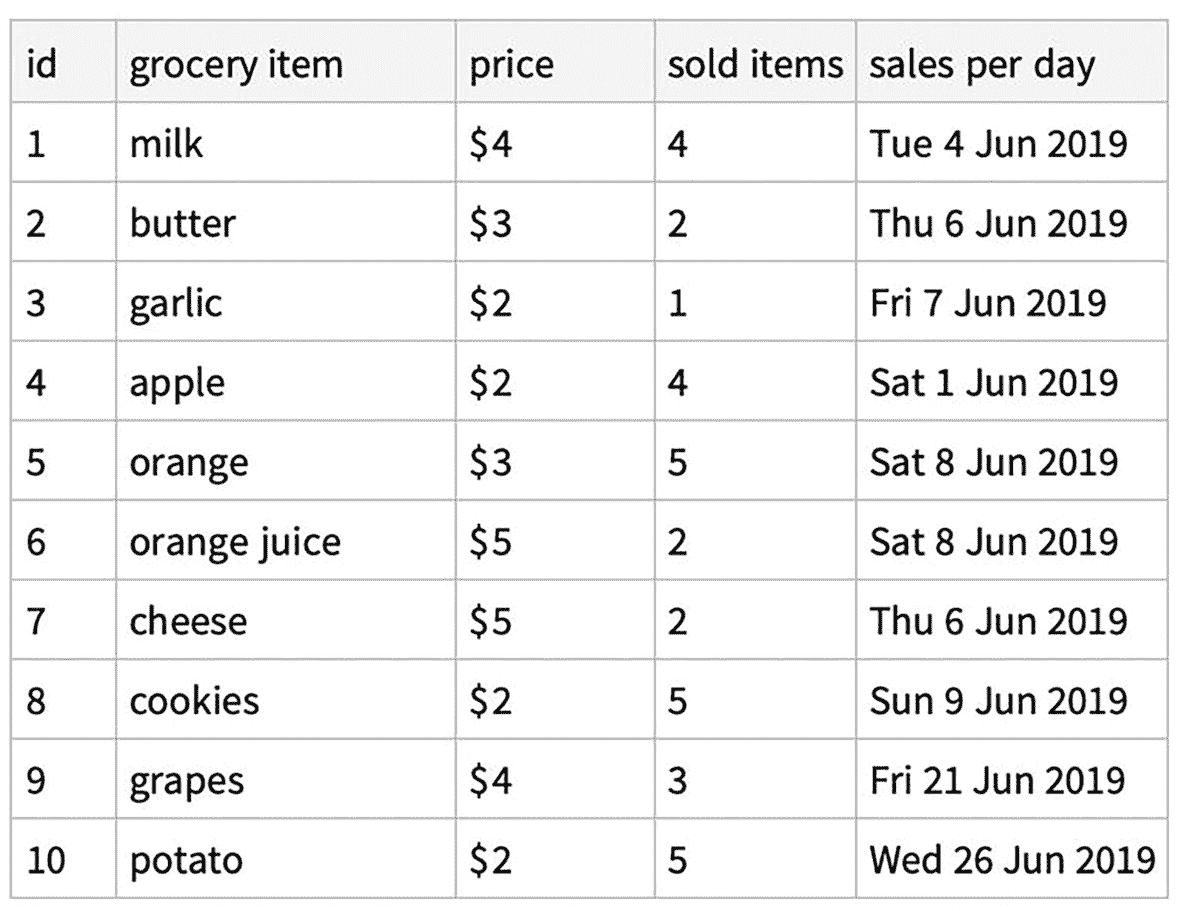 id grocery item price sold items sales per day
1 milk $4 4 Tue 4 Jun 2019
2 butter $3 2 Thu 6 Jun 2019
3 garlic $2 1 Fri 7 Jun 2019
4 apple $2 4 Sat 1 Jun 2019
5 orange $3 5 Sat 8 Jun 2019
6 orange juice $5 2 Sat 8 Jun 2019
7 cheese $5 2 Thu 6 Jun 2019
8 cookies $2 5 Sun 9 Jun 2019
9 grapes $4 3 Fri 21 Jun 2019
10 potato $2 5 Wed 26 Jun 2019